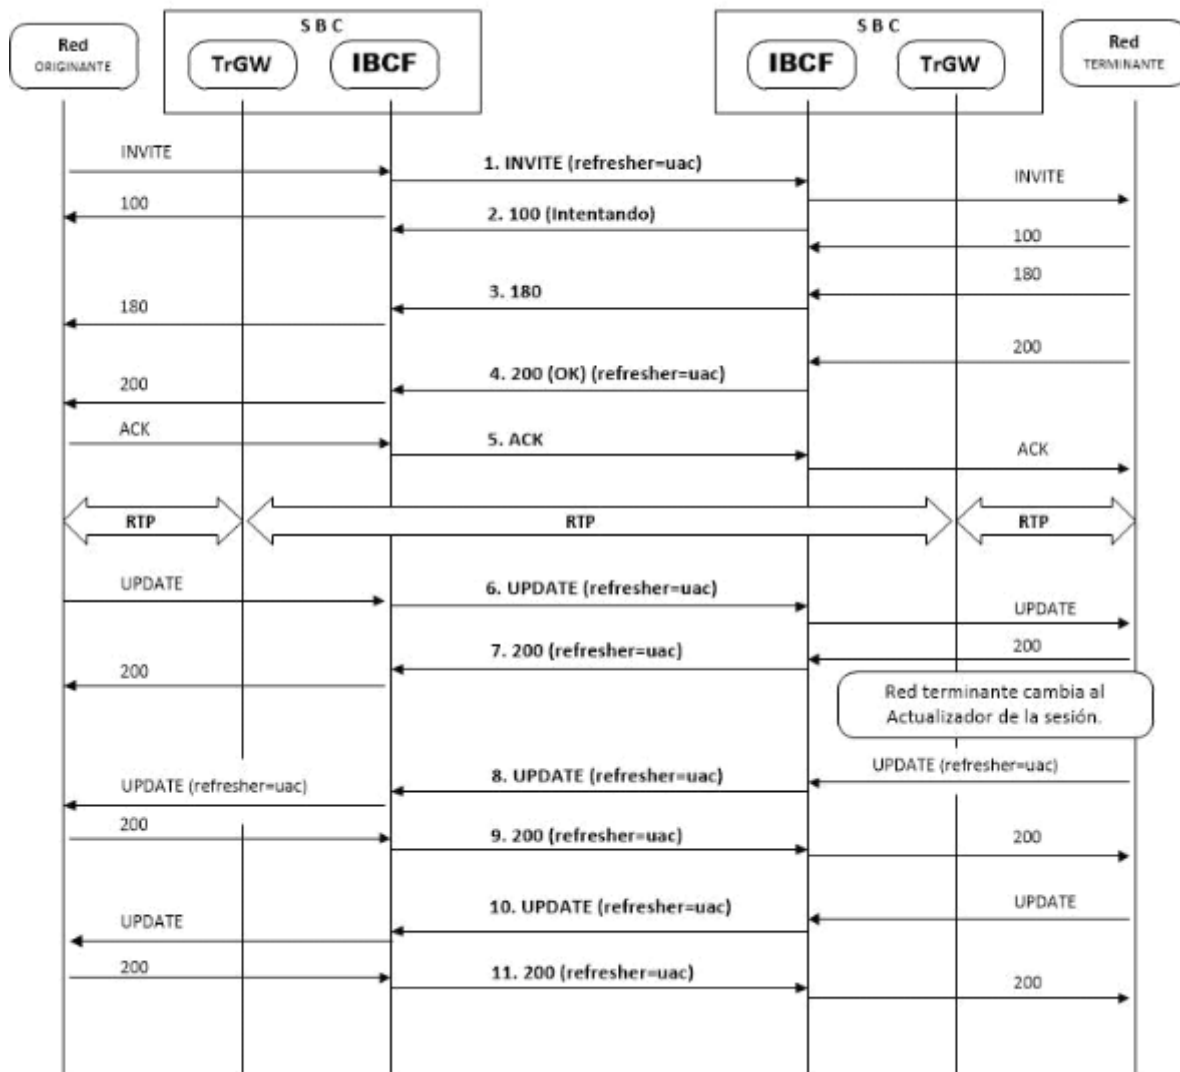 S B C
S B C
Red
ORIGINANTE
TrGW
IBCF
IBCF
TrGW
Red
TERMINANTE
INVITE
1. INVITE (refresher=uac)
INVITE
100
2. 100 (Intentando)
100
180
3. 180
180
200
4. 200 (OK) (refresher=uac)
200
ACK
5. ACK
ACK
RTP
RTP
RTP
UPDATE
6. UPDATE (refresher=uac)
UPDATE
200
7. 200 (refresher=uac)
200
Red terminante cambia al
Actualizador de la sesión.
UPDATE (refresher=uac)
8. UPDATE (refresher=uac)
UPDATE (refresher=uac)
200
9. 200 (refresher=uac)
200
UPDATE
10. UPDATE (refresher=uac)
UPDATE
200
11. 200 (refresher=uac)
200